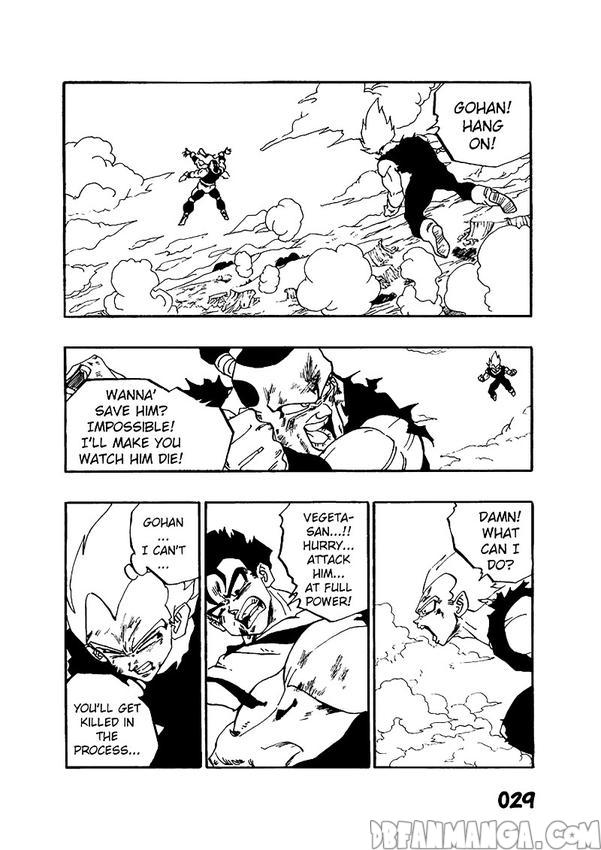 GOHAN!
HANG
ON!
WANNA'
SAVE HIM?
IMPOSSIBLE!
I'LL MAKE YOU
WATCH HIM DIE!
DAMN!
WHAT
CAN I
DO?
VEGETA-
SAN...!!
HURRY...
ATTACK
HIM...
AT FULL
POWER!
GOHAN
...
I CAN'T
...
YOU'LL GET
KILLED IN
THE
PROCESS...
029
DBFANMANGA.COM